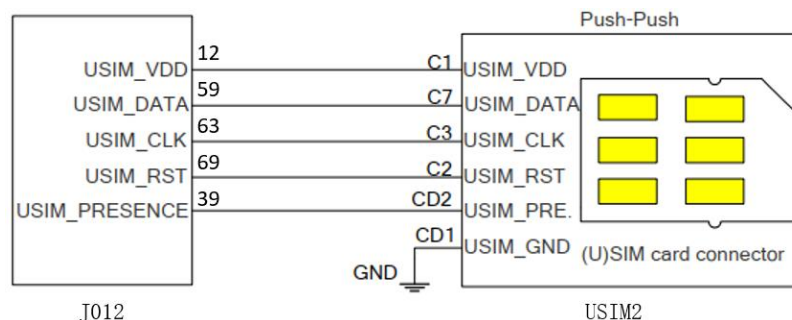 Push-Push
USIM_VDD 12 C1 USIM_VDD
USIM_DATA 59 C7 USIM_DATA
USIM_CLK 63 C3 USIM_CLK
USIM_RST 69 C2 USIM_RST
USIM_PRESENCE 39 CD2 USIM_PRE.
CD1 USIM_GND
GND
(U)SIM card connector
J012
USIM2